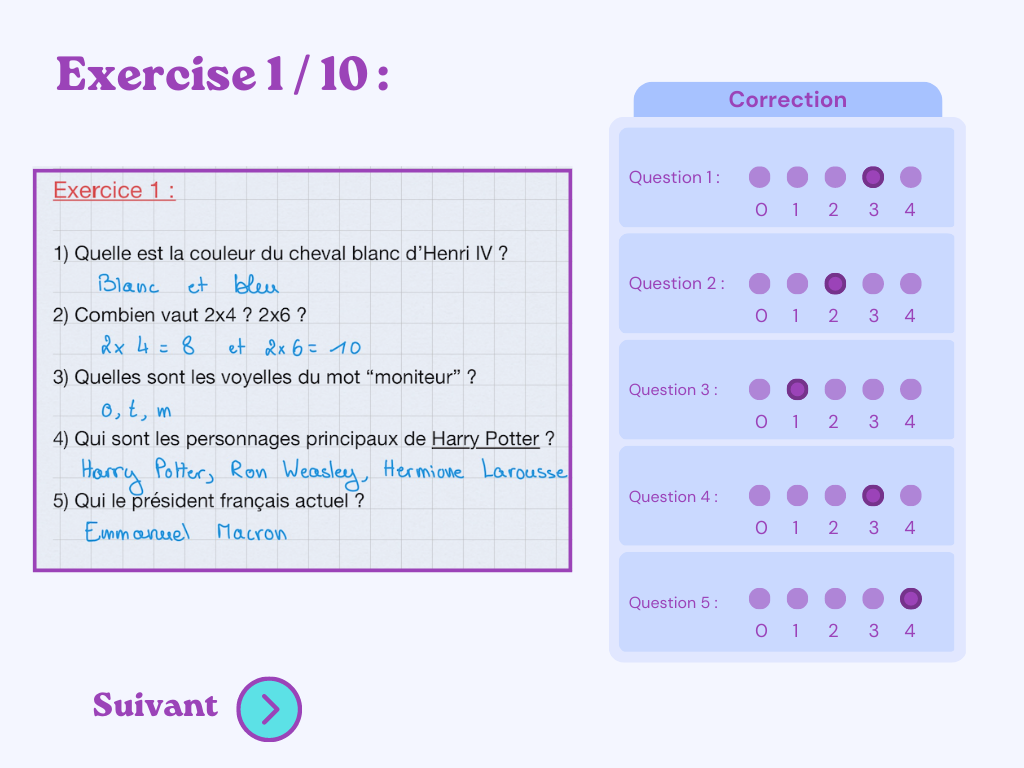 Exercise 1 / 10 :
Exercice 1 :
1) Quelle est la couleur du cheval blanc d'Henri IV ?
Blanc et bleu
2) Combien vaut 2x4 ? 2x6 ?
2x 4 = 8 et 2x6 = 10
3) Quelles sont les voyelles du mot “moniteur” ?
o, t, m
4) Qui sont les personnages principaux de Harry Potter ?
Harry Potter, Ron Weasley, Hermione Larousse
5) Qui le président français actuel ?
Emmanuel Macron
Suivant
Correction
Question 1 :
0 1 2 3 4
Question 2 :
0 1 2 3 4
Question 3 :
0 1 2 3 4
Question 4 :
0 1 2 3 4
Question 5 :
0 1 2 3 4